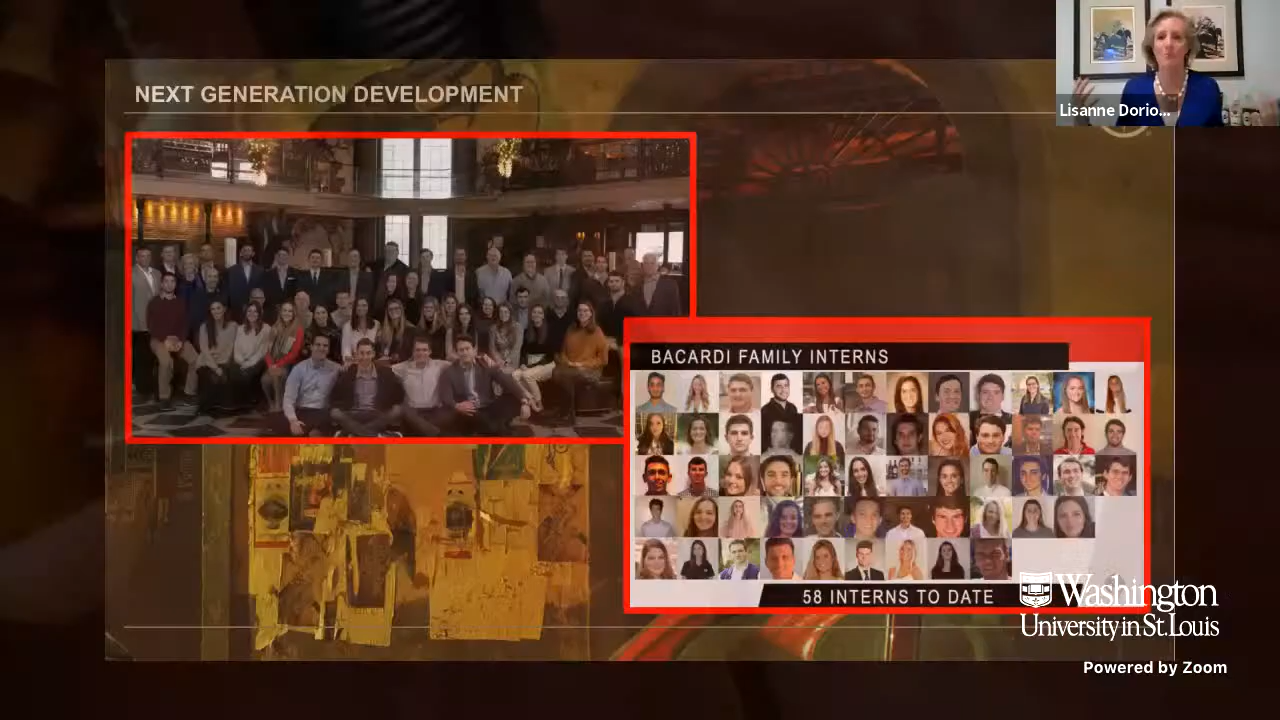 NEXT GENERATION DEVELOPMENT
Lisanne Dorio...
BACARDI FAMILY INTERNS
58 INTERNS TO DATE
Washington
University in St. Louis
Powered by Zoom